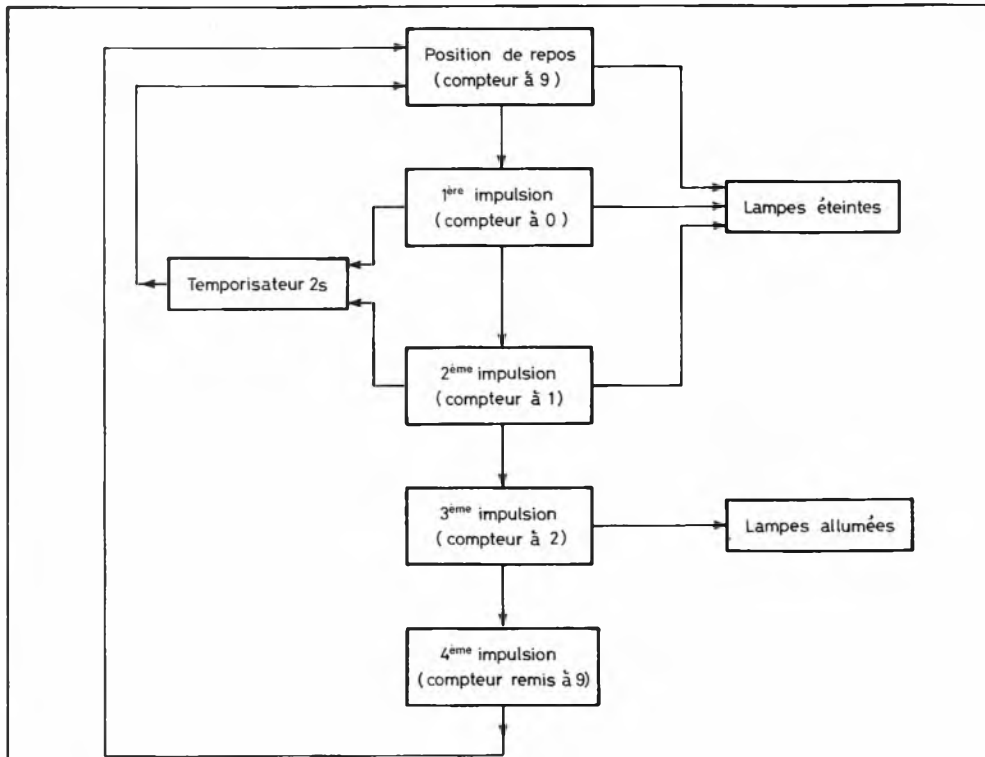 Position de repos
(compteur à 9)
1ère impulsion
(compteur à 0)
Lampes éteintes
Temporisateur 2s
2ème impulsion
(compteur à 1)
3ème impulsion
(compteur à 2)
Lampes allumées
4ème impulsion
(compteur remis à 9)